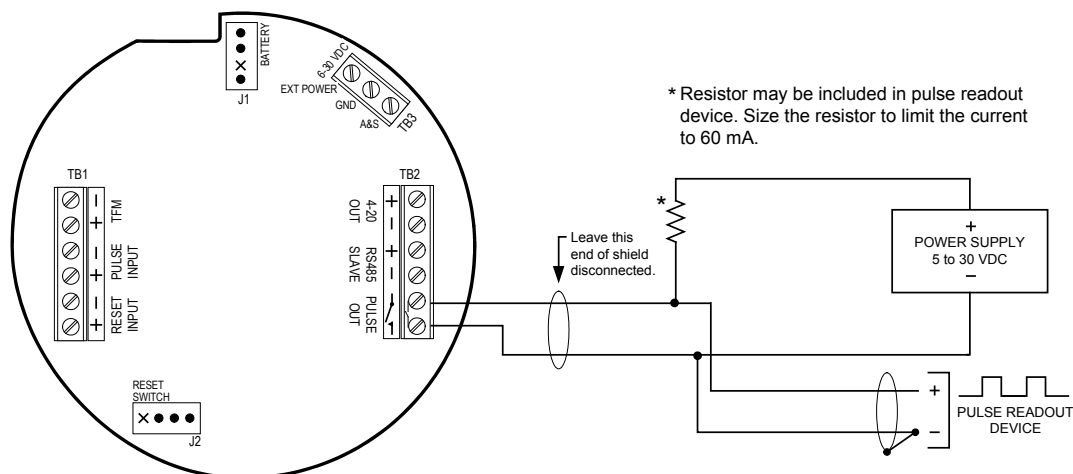 BATTERY
J1
6-30 VDC
EXT POWER
GND
A&S
TB3
* Resistor may be included in pulse readout
device. Size the resistor to limit the current
to 60 mA.
TB1
− TFM +
− PULSE INPUT +
− RESET INPUT +
TB2
+ 4-20 OUT −
+ RS485 SLAVE −
PULSE OUT
*
Leave this
end of shield
disconnected.
+
POWER SUPPLY
5 to 30 VDC
−
+
−
PULSE READOUT
DEVICE
RESET
SWITCH
J2